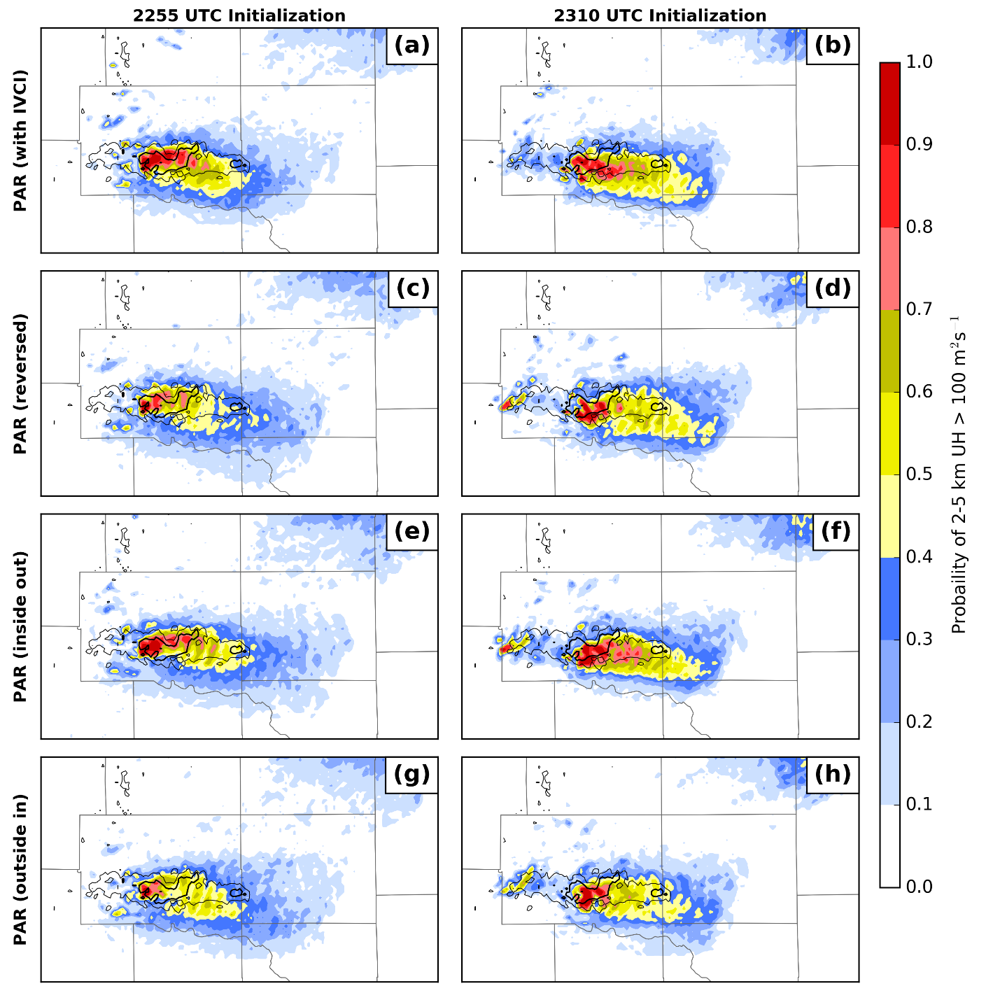 2255 UTC Initialization
2310 UTC Initialization
PAR (with IVCI)
(a)
(b)
PAR (reversed)
(c)
(d)
PAR (inside out)
(e)
(f)
PAR (outside in)
(g)
(h)
1.0
0.9
0.8
0.7
0.6
0.5
0.4
0.3
0.2
0.1
0.0
Probaility of 2-5 km UH > 100 m²s⁻¹